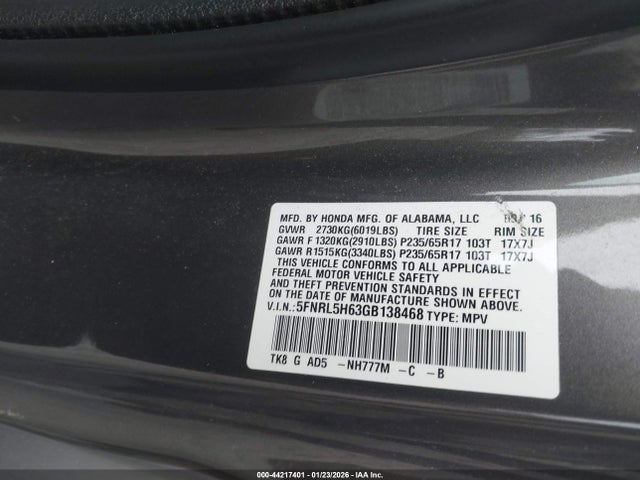 MFD. BY HONDA MFG. OF ALABAMA, LLC 16
GVWR 2730KG(6019LBS) TIRE SIZE RIM SIZE
GAWR F 1320KG(2910LBS) P235/65R17 103T 17X7J
GAWR R1515KG(3340LBS) P235/65R17 103T 17X7J
THIS VEHICLE CONFORMS TO ALL APPLICABLE
FEDERAL MOTOR VEHICLE SAFETY
AND THEFT PREVENTION STANDARDS IN EFFECT
ON THE DATE OF MANUFACTURE SHOWN ABOVE.
V.I.N.: 5FNRL5H63GB138468 TYPE: MPV
TK8 G AD5 -NH777M -C -B
000-44217401 - 01/23/2026 - IAA Inc.